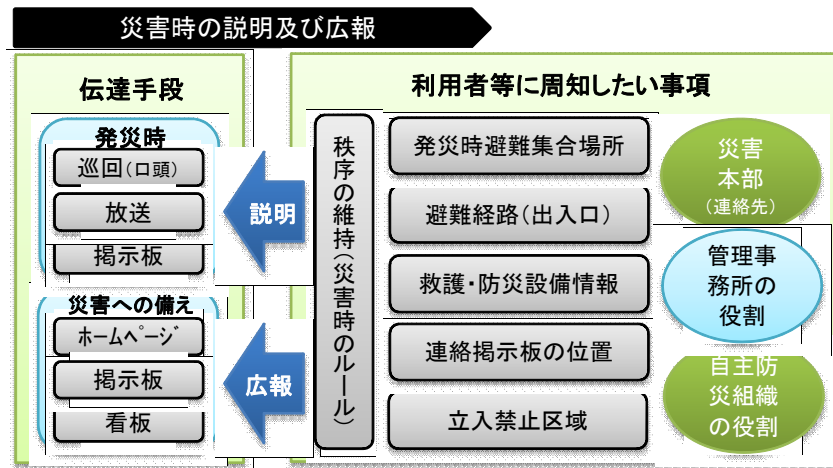 災害時の説明及び広報
伝達手段
発災時
巡回(口頭)
放送
掲示板
災害への備え
ホームページ
掲示板
看板
説明
広報
利用者等に周知したい事項
秩序の維持(災害時のルール)
発災時避難集合場所
避難経路(出入口)
救護・防災設備情報
連絡掲示板の位置
立入禁止区域
災害
本部
(連絡先)
管理事
務所の
役割
自主防
災組織
の役割